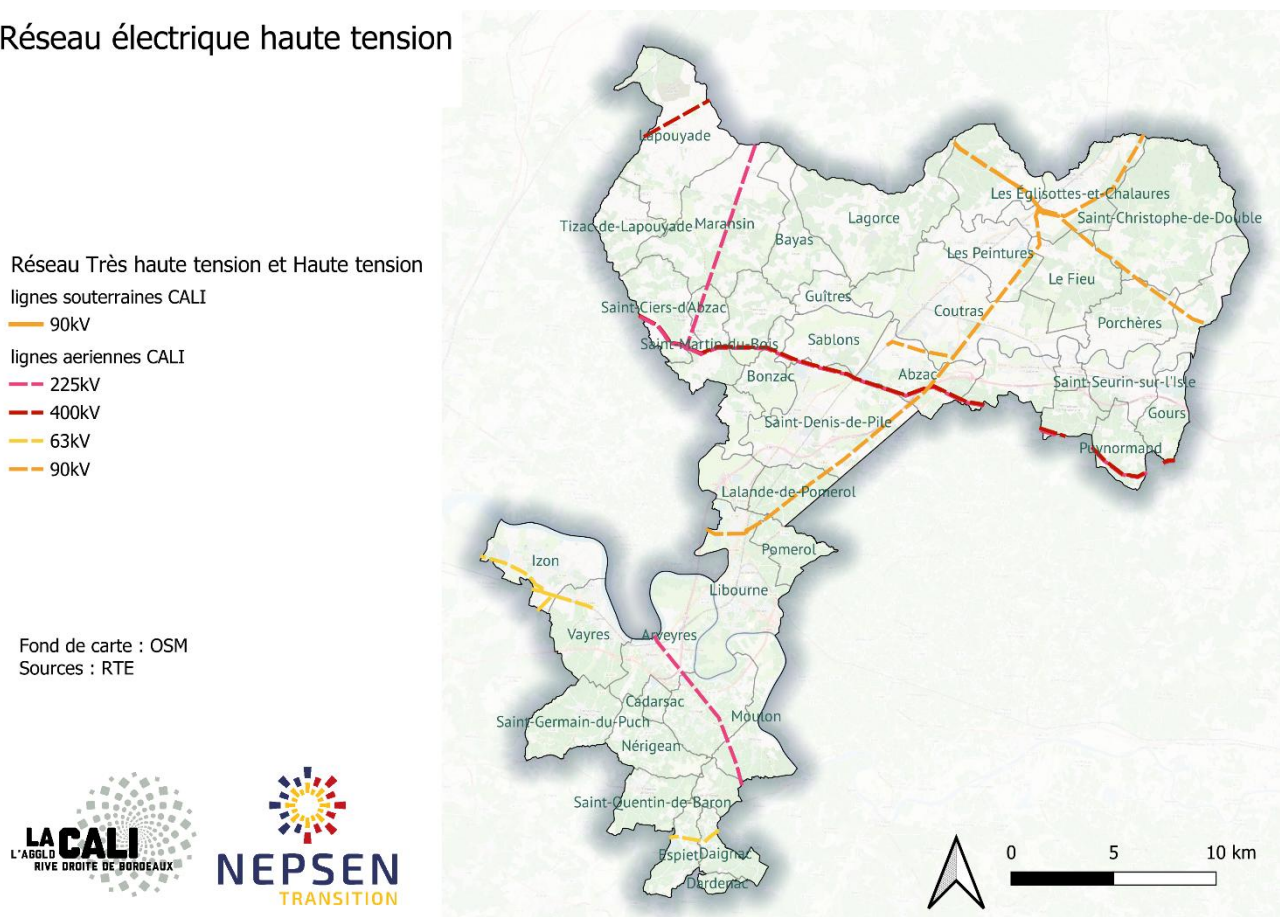 Réseau électrique haute tension
Réseau Très haute tension et Haute tension
lignes souterraines CALI
90kV
lignes aeriennes CALI
225kV
400kV
63kV
90kV
Fond de carte : OSM
Sources : RTE
LA CALI
L'AGGLO
RIVE DROITE DE BORDEAUX
NEPSEN
TRANSITION
Lapouyade
Les Églisottes-et-Chalaures
Saint-Christophe-de-Double
Tizac-de-Lapouyade
Maransin
Lagorce
Bayas
Les Peintures
Le Fieu
Saint-Ciers-d'Abzac
Guîtres
Coutras
Porchères
Saint-Martin-du-Bois
Sablons
Bonzac
Abzac
Saint-Seurin-sur-l'Isle
Gours
Saint-Denis-de-Pile
Puynormand
Lalande-de-Pomerol
Pomerol
Izon
Libourne
Vayres
Arveyres
Cadarsac
Moulon
Saint-Germain-du-Puch
Nérigean
Saint-Quentin-de-Baron
Espiet
Daignac
Dardenac
0 5 10 km